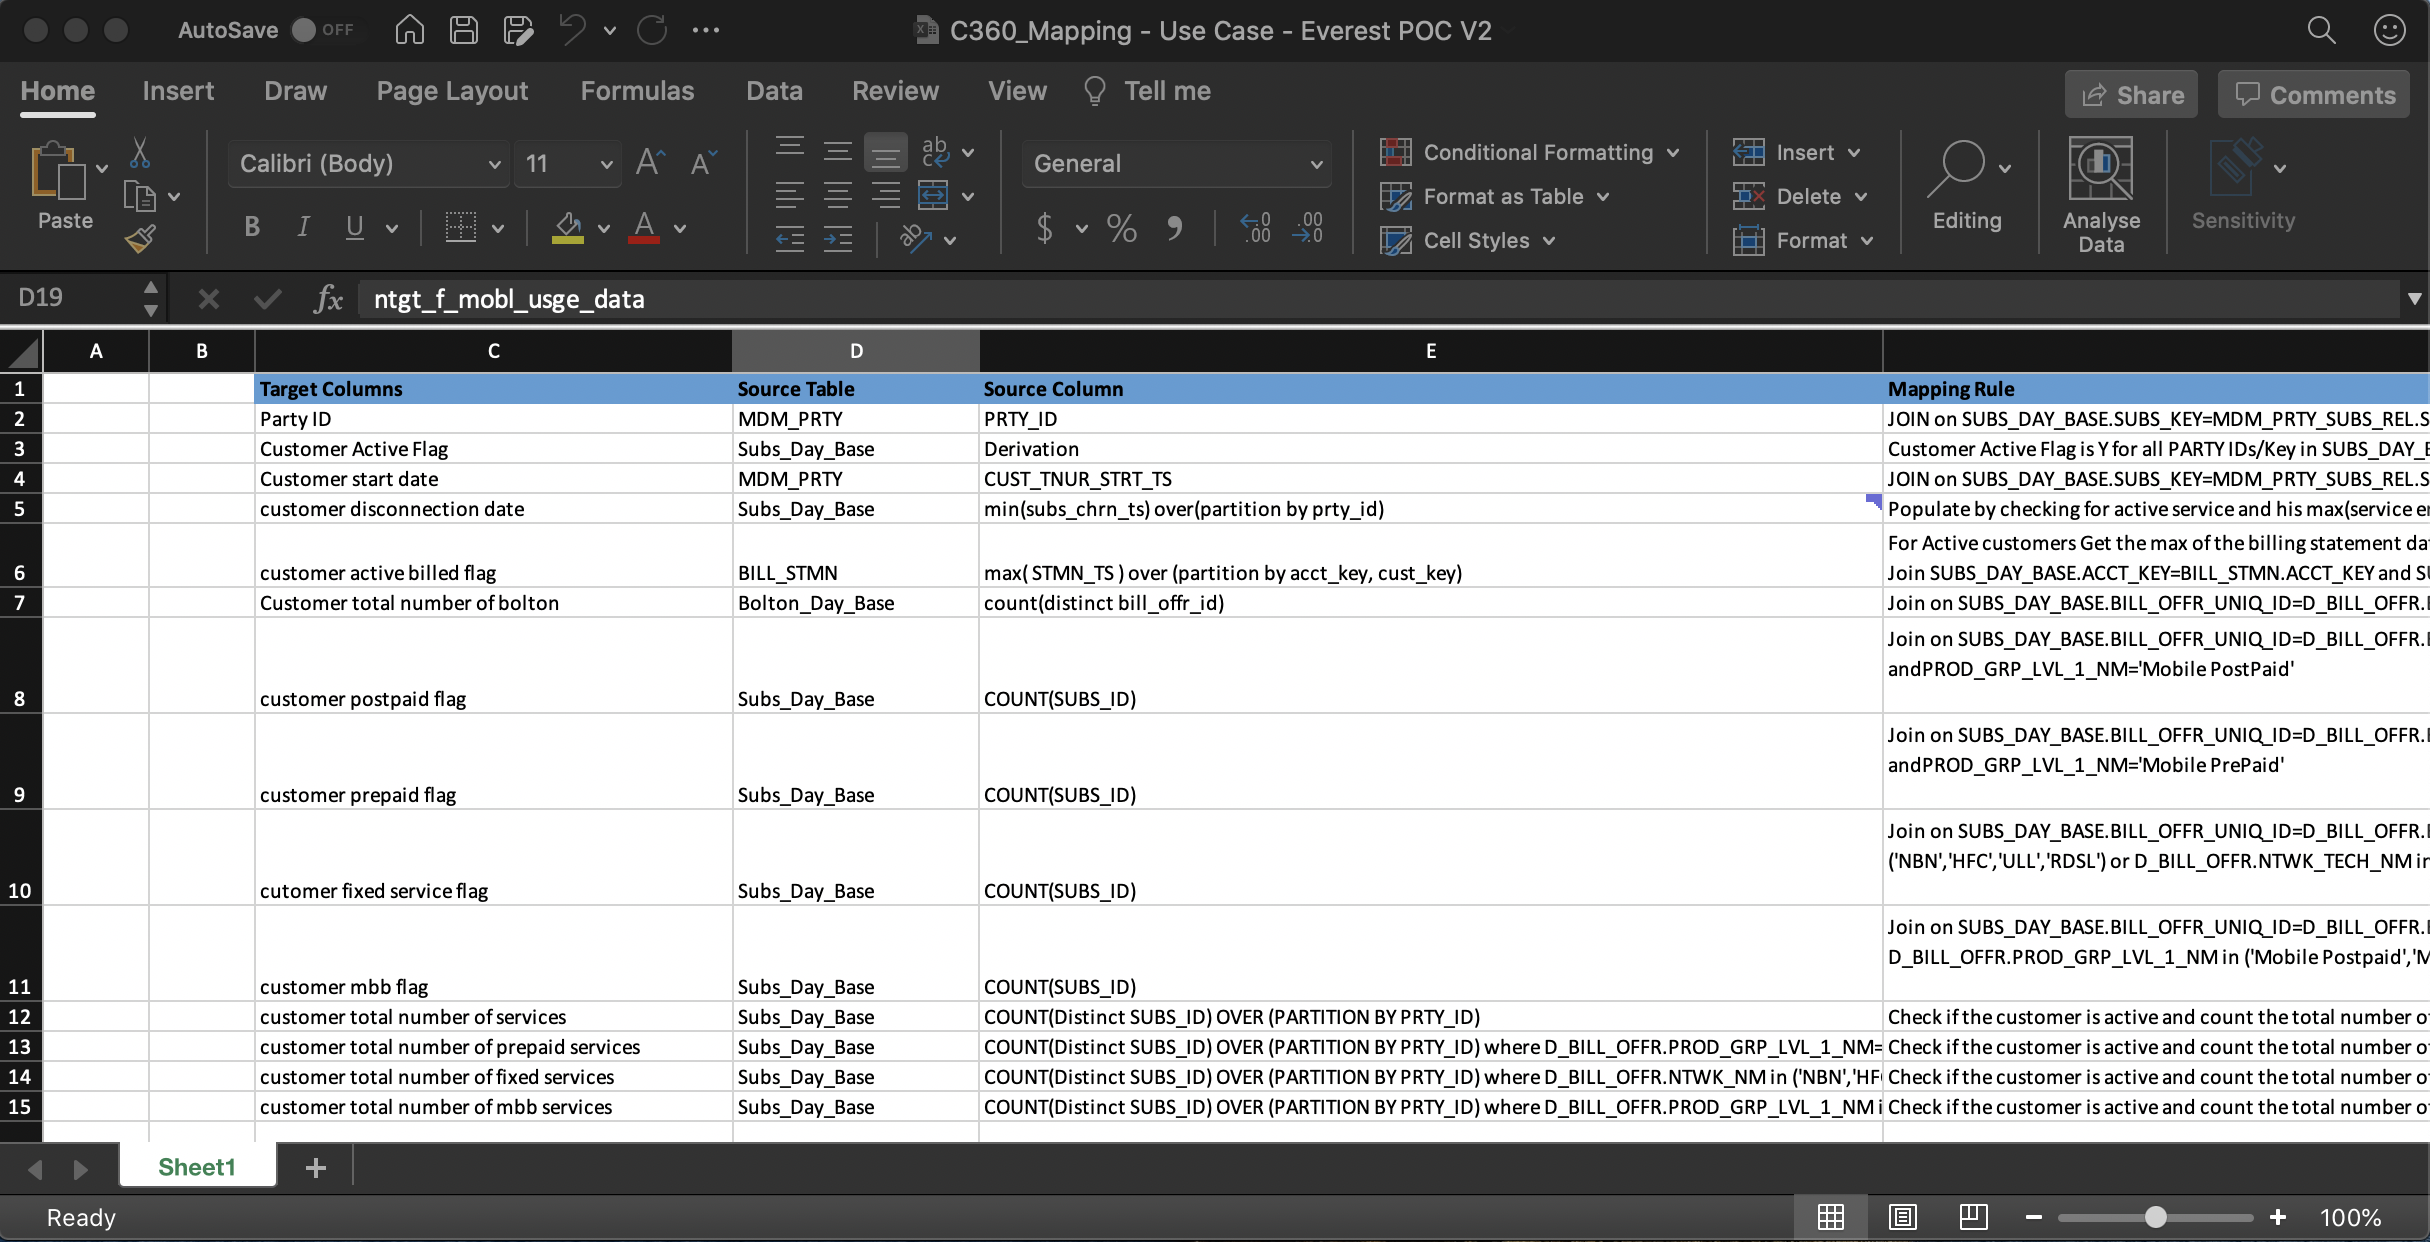 AutoSave OFF C360_Mapping - Use Case - Everest POC V2
Home Insert Draw Page Layout Formulas Data Review View Tell me Share Comments
Paste Calibri (Body) 11 General Conditional Formatting Format as Table Cell Styles Insert Delete Format Editing Analyse Data Sensitivity
D19 fx ntgt_f_mobl_usge_data
A B C D E
1 Target Columns Source Table Source Column Mapping Rule
2 Party ID MDM_PRTY PRTY_ID JOIN on SUBS_DAY_BASE.SUBS_KEY=MDM_PRTY_SUBS_REL.S
3 Customer Active Flag Subs_Day_Base Derivation Customer Active Flag is Y for all PARTY IDs/Key in SUBS_DAY_
4 Customer start date MDM_PRTY CUST_TNUR_STRT_TS JOIN on SUBS_DAY_BASE.SUBS_KEY=MDM_PRTY_SUBS_REL.S
5 customer disconnection date Subs_Day_Base min(subs_chrn_ts) over(partition by prty_id) Populate by checking for active service and his max(service
For Active customers Get the max of the billing statement
6 customer active billed flag BILL_STMN max( STMN_TS ) over (partition by acct_key, cust_key) Join SUBS_DAY_BASE.ACCT_KEY=BILL_STMN.ACCT_KEY and
7 Customer total number of bolton Bolton_Day_Base count(distinct bill_offr_id) Join on SUBS_DAY_BASE.BILL_OFFR_UNIQ_ID=D_BILL_OFFR.
Join on SUBS_DAY_BASE.BILL_OFFR_UNIQ_ID=D_BILL_OFFR.
andPROD_GRP_LVL_1_NM='Mobile PostPaid'
8 customer postpaid flag Subs_Day_Base COUNT(SUBS_ID)
Join on SUBS_DAY_BASE.BILL_OFFR_UNIQ_ID=D_BILL_OFFR.
andPROD_GRP_LVL_1_NM='Mobile PrePaid'
9 customer prepaid flag Subs_Day_Base COUNT(SUBS_ID)
Join on SUBS_DAY_BASE.BILL_OFFR_UNIQ_ID=D_BILL_OFFR.
('NBN','HFC','ULL','RDSL') or D_BILL_OFFR.NTWK_TECH_NM
10 cutomer fixed service flag Subs_Day_Base COUNT(SUBS_ID)
Join on SUBS_DAY_BASE.BILL_OFFR_UNIQ_ID=D_BILL_OFFR.
D_BILL_OFFR.PROD_GRP_LVL_1_NM in ('Mobile Postpaid',
11 customer mbb flag Subs_Day_Base COUNT(SUBS_ID)
12 customer total number of services Subs_Day_Base COUNT(Distinct SUBS_ID) OVER (PARTITION BY PRTY_ID) Check if the customer is active and count the total number
13 customer total number of prepaid services Subs_Day_Base COUNT(Distinct SUBS_ID) OVER (PARTITION BY PRTY_ID) where D_BILL_OFFR.PROD_GRP_LVL_1_NM= Check if the customer is active and count the total number
14 customer total number of fixed services Subs_Day_Base COUNT(Distinct SUBS_ID) OVER (PARTITION BY PRTY_ID) where D_BILL_OFFR.NTWK_NM in ('NBN', Check if the customer is active and count the total number
15 customer total number of mbb services Subs_Day_Base COUNT(Distinct SUBS_ID) OVER (PARTITION BY PRTY_ID) where D_BILL_OFFR.PROD_GRP_LVL_1_NM Check if the customer is active and count the total number
Sheet1
Ready 100%